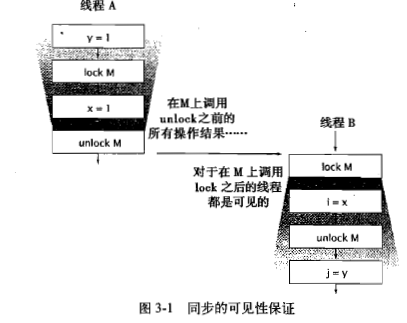 线程 A
y = 1
lock M
x = 1
unlock M
在M上调用
unlock之前的
所有操作结果……
线程 B
对于在 M 上调用
lock 之后的线程
都是可见的
lock M
i = x
unlock M
j = y
图 3-1 同步的可见性保证